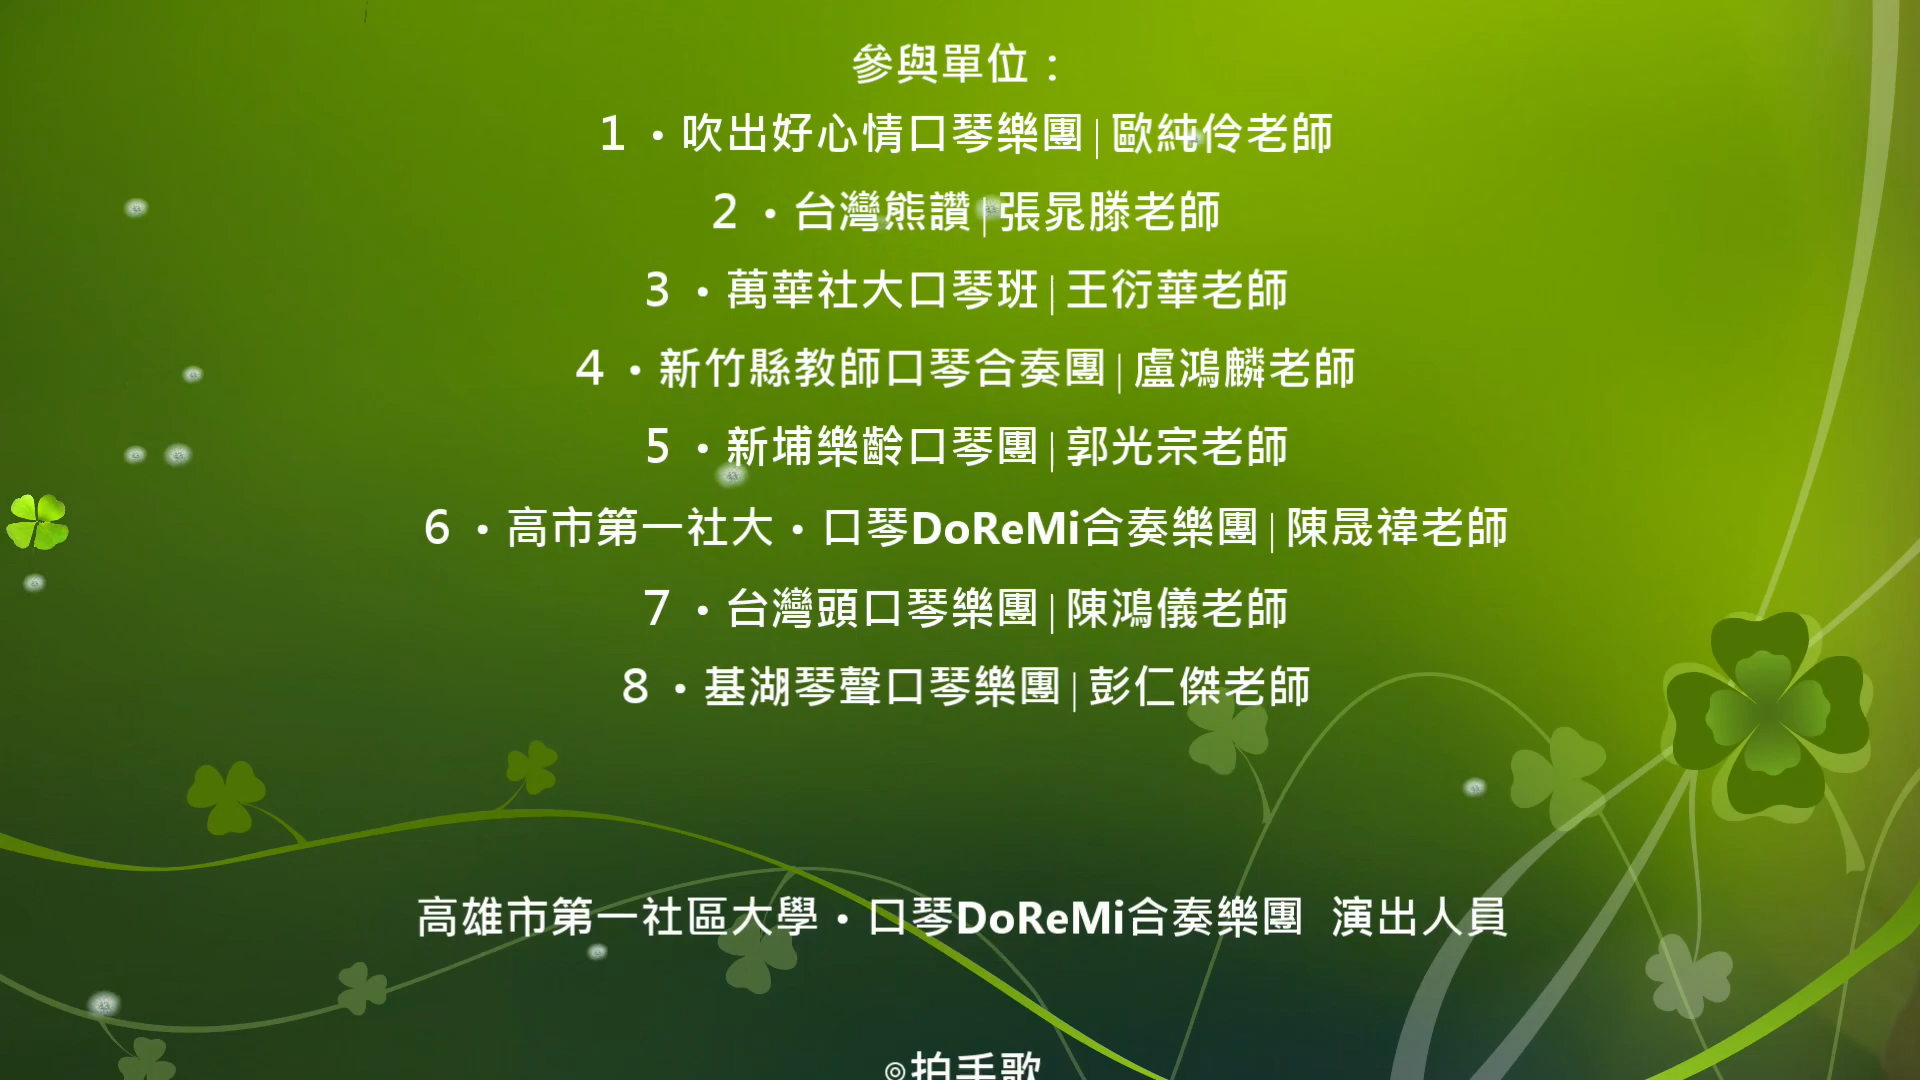 參與單位：
1 ・吹出好心情口琴樂團|歐純伶老師
2 ・台灣熊讚|張晁滕老師
3 ・萬華社大口琴班|王衍華老師
4 ・新竹縣教師口琴合奏團|盧鴻麟老師
5 ・新埔樂齡口琴團|郭光宗老師
6 ・高市第一社大・口琴DoReMi合奏樂團|陳晟禕老師
7 ・台灣頭口琴樂團|陳鴻儀老師
8 ・基湖琴聲口琴樂團|彭仁傑老師
高雄市第一社區大學・口琴DoReMi合奏樂團 演出人員
◎拍手歌